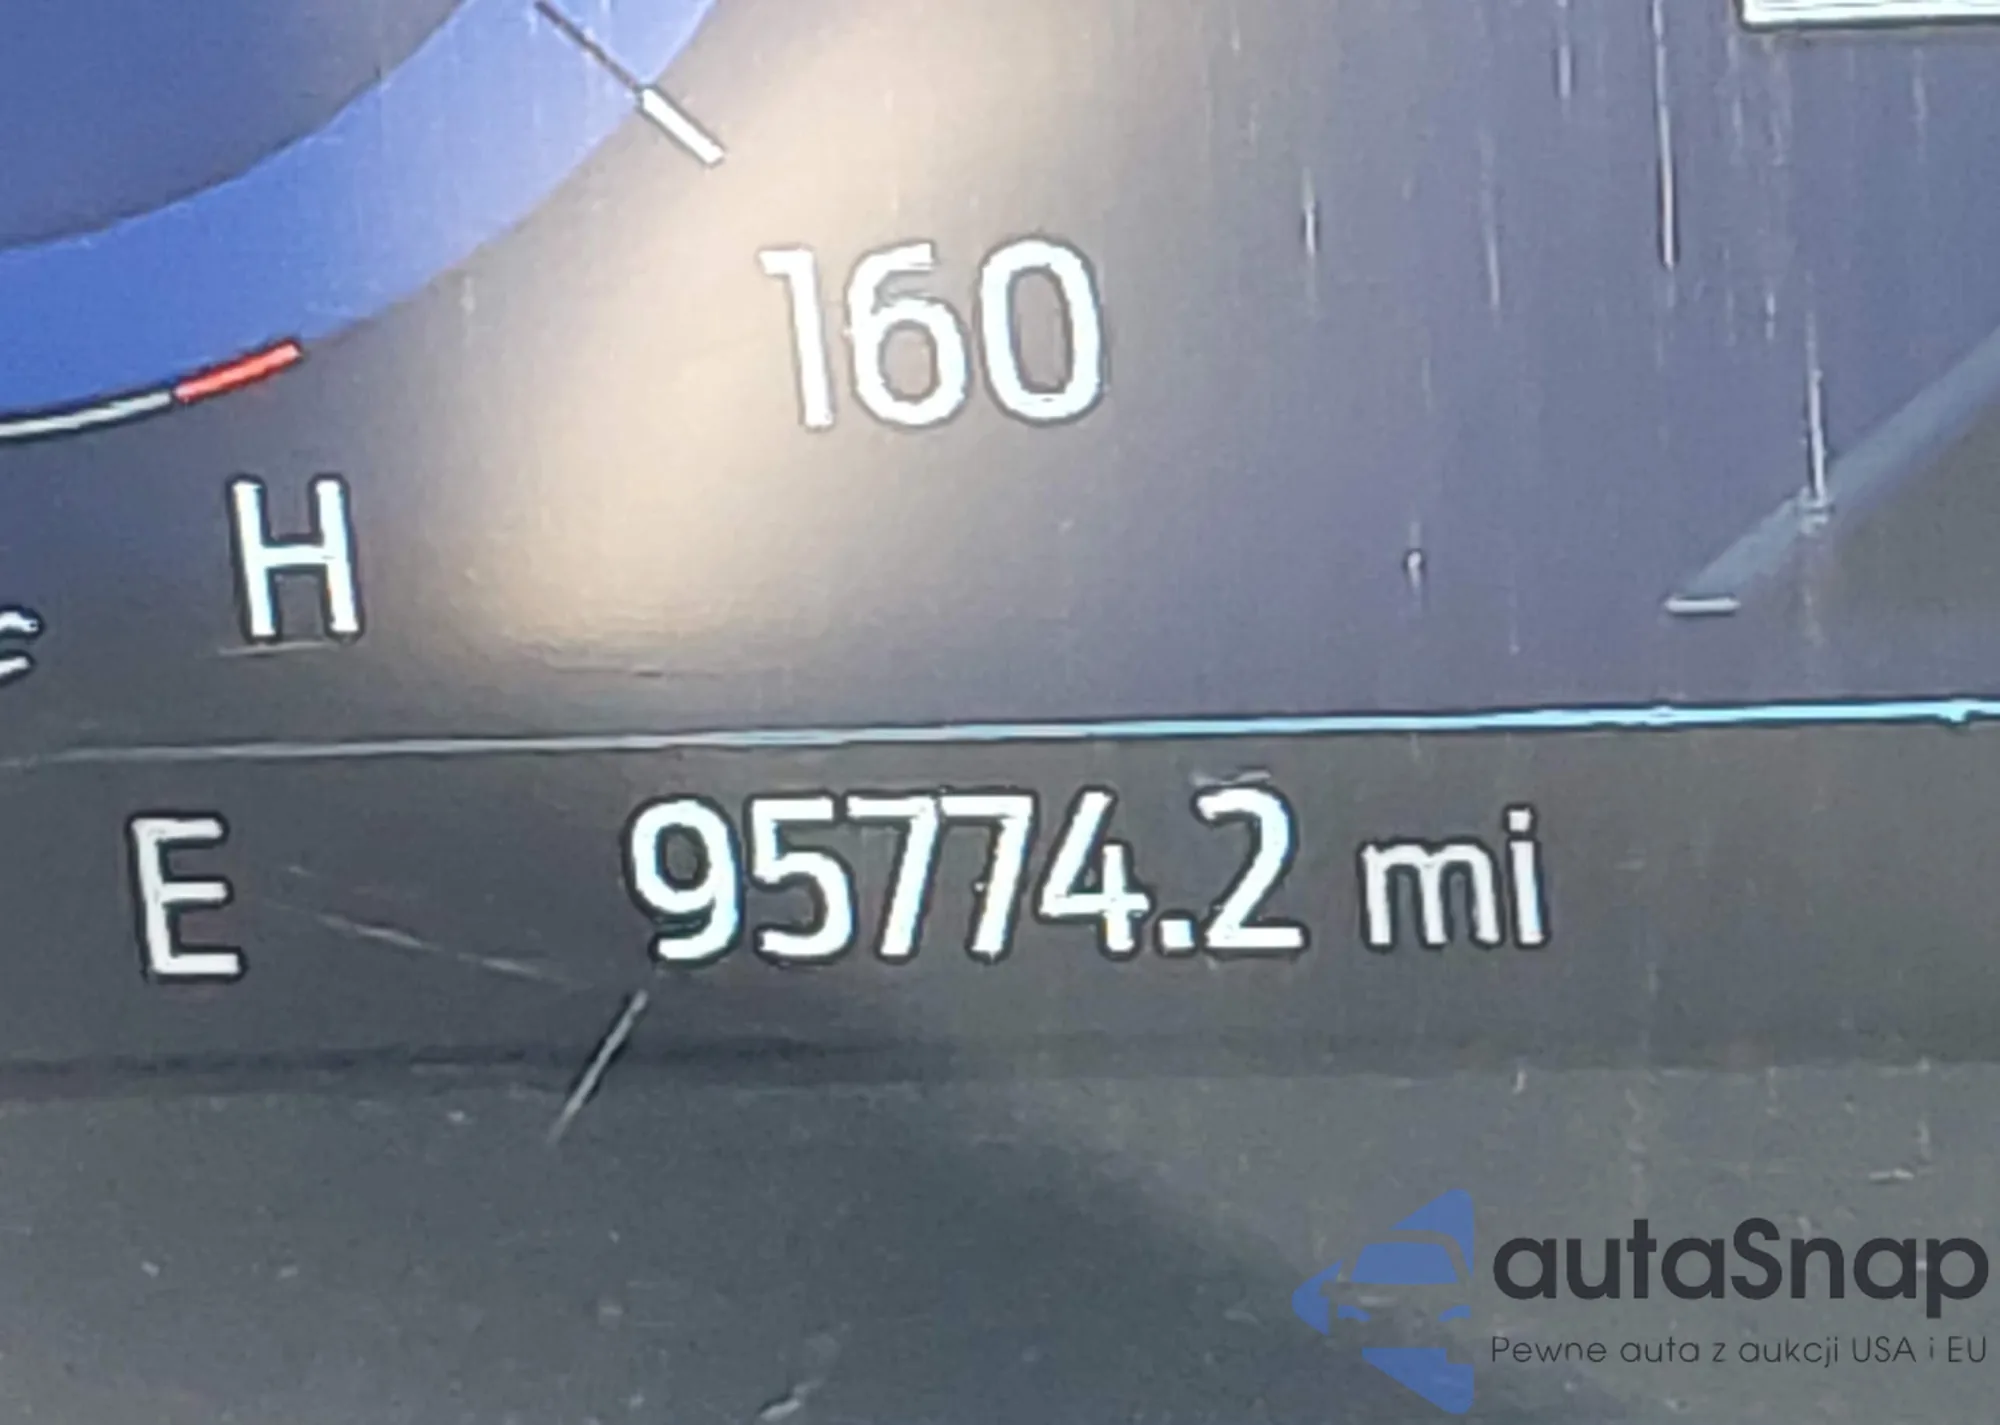 160
H
E
95774.2 mi
autaSnap
Pewne auta z aukcji USA i EU